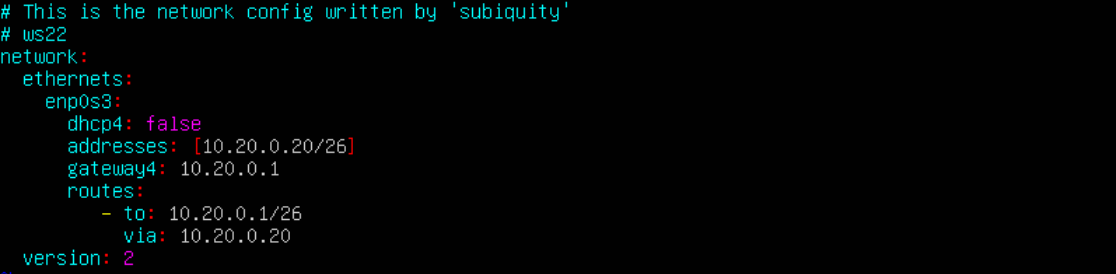 # This is the network config written by 'subiquity'
# ws22
network:
  ethernets:
    enp0s3:
      dhcp4: false
      addresses: [10.20.0.20/26]
      gateway4: 10.20.0.1
      routes:
         - to: 10.20.0.1/26
           via: 10.20.0.20
  version: 2